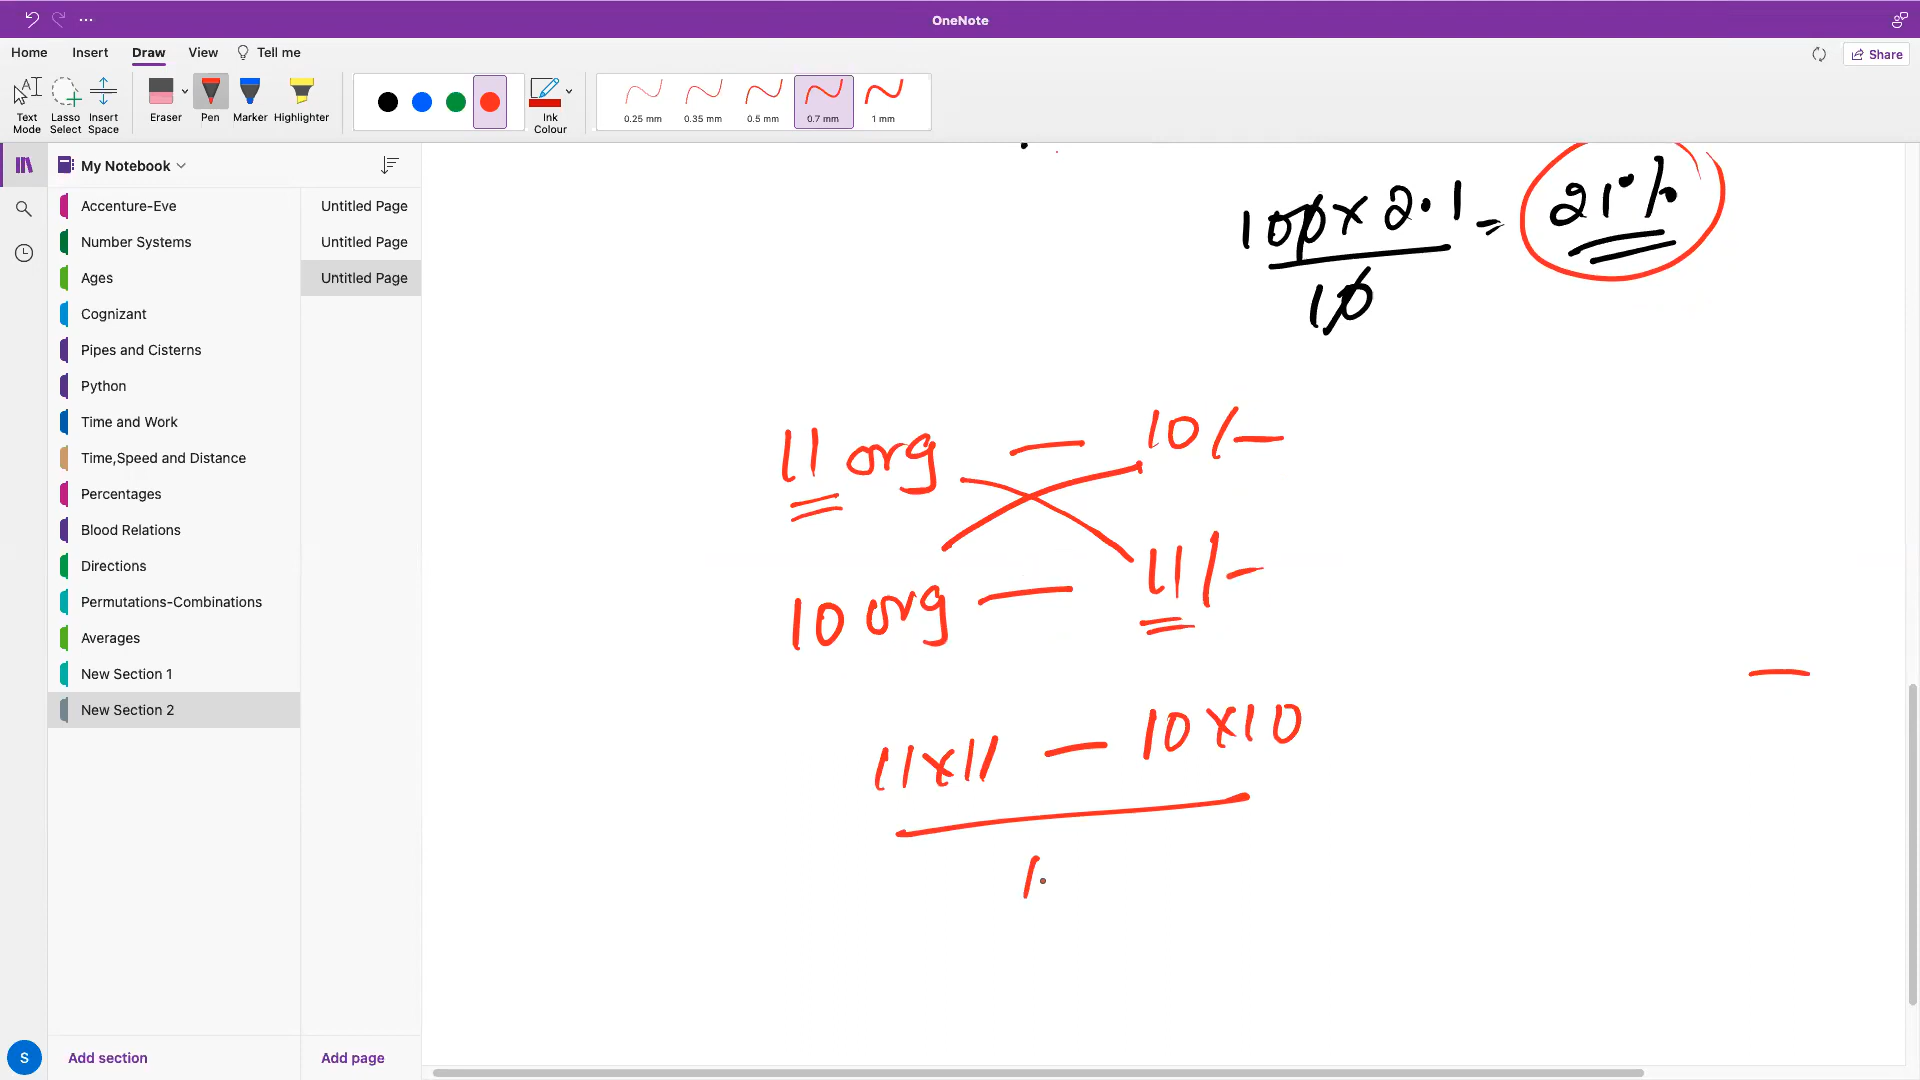 OneNote
Home Insert Draw View Tell me
Share
Text Mode
Lasso Select
Insert Space
Eraser
Pen
Marker
Highlighter
Ink Colour
0.25 mm
0.35 mm
0.5 mm
0.7 mm
1 mm
My Notebook
Accenture-Eve
Number Systems
Ages
Cognizant
Pipes and Cisterns
Python
Time and Work
Time,Speed and Distance
Percentages
Blood Relations
Directions
Permutations-Combinations
Averages
New Section 1
New Section 2
Untitled Page
Untitled Page
Untitled Page
100 x 2.1 = 21%
10
11 org — 10/-
10 org — 11/-
11x11 — 10x10
1
S
Add section
Add page